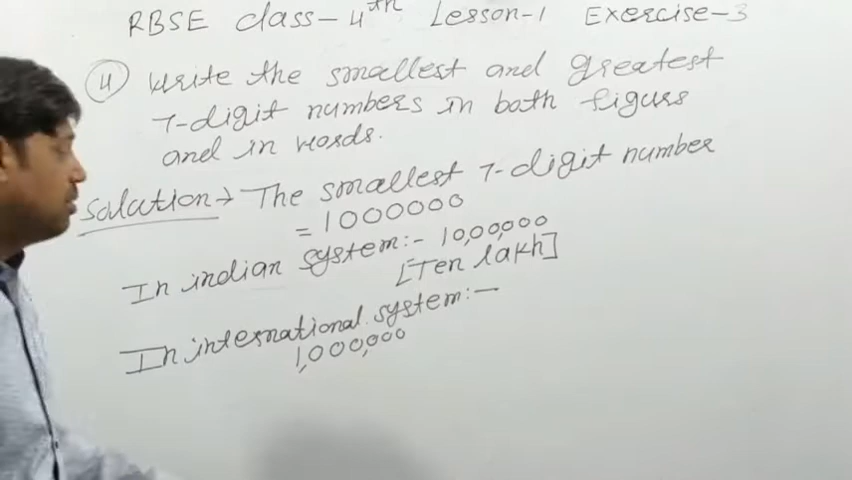 RBSE class-4th Lesson-1 Exercise-3
4 Write the smallest and greatest
7-digit numbers in both figurs
and in words.
Solution→ The smallest 7-digit number
= 1000000
In indian system:- 10,00,000
[Ten lakh]
In international system:-
1,000,000